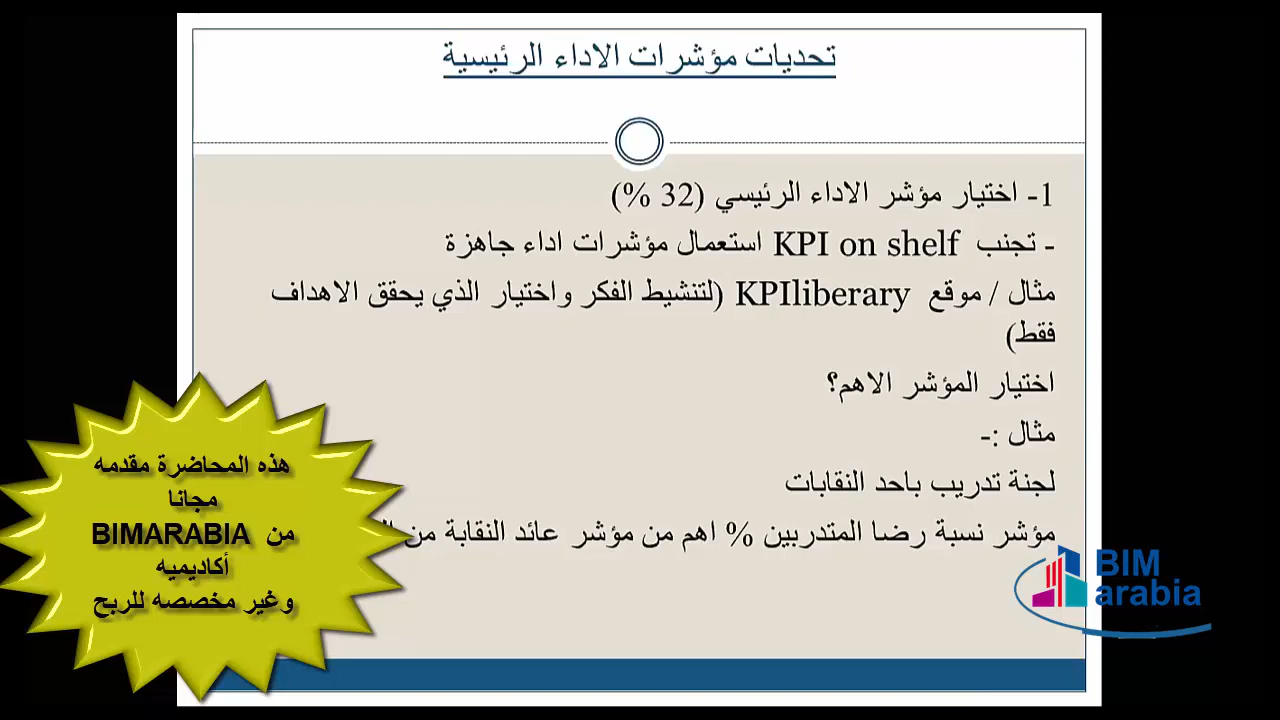 تحديات مؤشرات الاداء الرئيسية
1- اختيار مؤشر الاداء الرئيسي (32 %)
- تجنب KPI on shelf استعمال مؤشرات اداء جاهزة
مثال / موقع KPIliberary (لتنشيط الفكر واختيار الذي يحقق الاهداف
فقط)
اختيار المؤشر الاهم؟
مثال :-
لجنة تدريب باحد النقابات
مؤشر نسبة رضا المتدربين % اهم من مؤشر عائد النقابة من
هذه المحاضرة مقدمه
مجانا
من BIMARABIA
أكاديميه
وغير مخصصه للربح
BIM
arabia